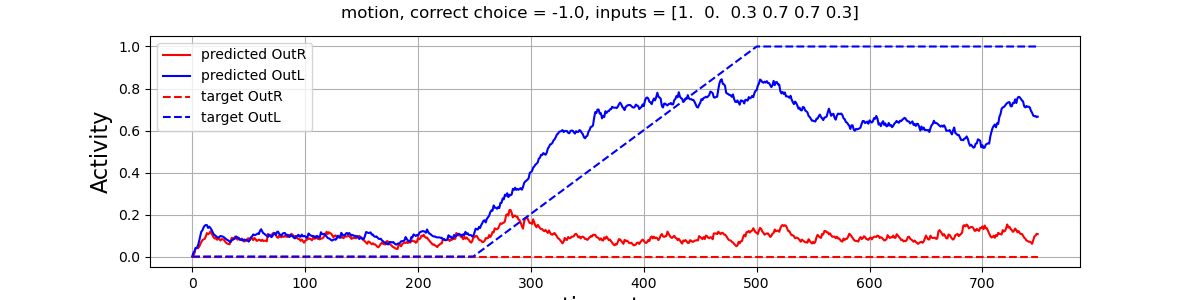 motion, correct choice = -1.0, inputs = [1.  0.  0.3 0.7 0.7 0.3]
1.0
0.8
0.6
0.4
0.2
0.0
Activity
predicted OutR
predicted OutL
target OutR
target OutL
0 100 200 300 400 500 600 700